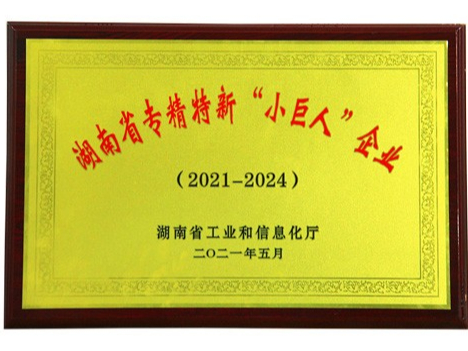 湖南省专精特新“小巨人”企业
（2021-2024）
湖南省工业和信息化厅
二〇二一年五月